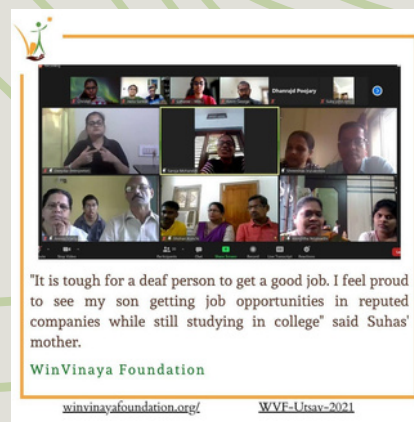 Dhanraj Poojary
"It is tough for a deaf person to get a good job. I feel proud
to see my son getting job opportunities in reputed
companies while still studying in college" said Suhas'
mother.
WinVinaya Foundation
winvinayafoundation.org/ WVF-Utsav-2021